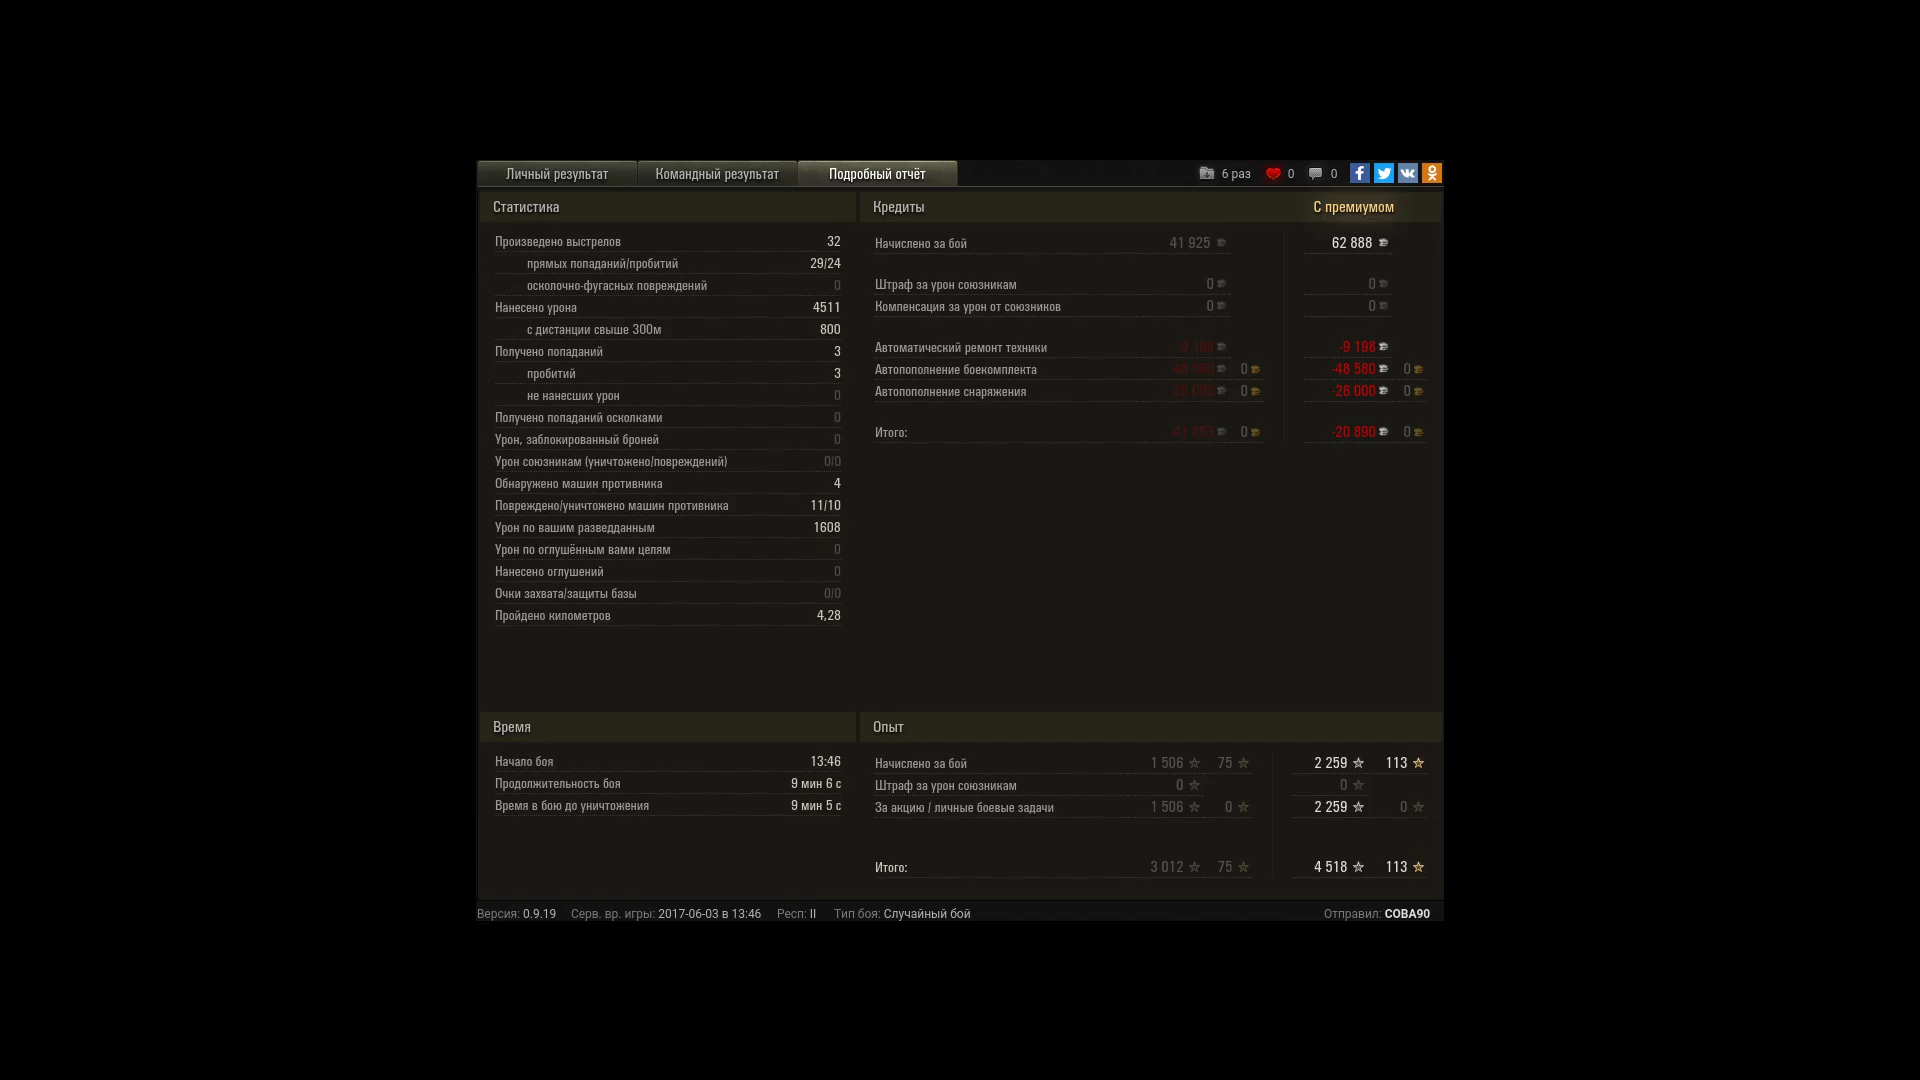 Личный результат Командный результат Подробный отчёт 6 раз 0 0
Статистика
Произведено выстрелов 32
прямых попаданий/пробитий 29/24
осколочно-фугасных повреждений 0
Нанесено урона 4511
с дистанции свыше 300м 800
Получено попаданий 3
пробитий 3
не нанесших урон 0
Получено попаданий осколками 0
Урон, заблокированный броней 0
Урон союзникам (уничтожено/повреждений) 0/0
Обнаружено машин противника 4
Повреждено/уничтожено машин противника 11/10
Урон по вашим разведданным 1608
Урон по оглушённым вами целям 0
Нанесено оглушений 0
Очки захвата/защиты базы 0/0
Пройдено километров 4,28
Кредиты С премиумом
Начислено за бой 41 925 62 888
Штраф за урон союзникам 0 0
Компенсация за урон от союзников 0 0
Автоматический ремонт техники -9 198 -9 198
Автопополнение боекомплекта -48 580 0 -48 580 0
Автопополнение снаряжения -26 000 0 -26 000 0
Итого: -41 853 0 -20 890 0
Время
Начало боя 13:46
Продолжительность боя 9 мин 6 с
Время в бою до уничтожения 9 мин 5 с
Опыт
Начислено за бой 1 506 75 2 259 113
Штраф за урон союзникам 0 0
За акцию / личные боевые задачи 1 506 0 2 259 0
Итого: 3 012 75 4 518 113
Версия: 0.9.19 Серв. вр. игры: 2017-06-03 в 13:46 Респ: II Тип боя: Случайный бой Отправил: COBA90